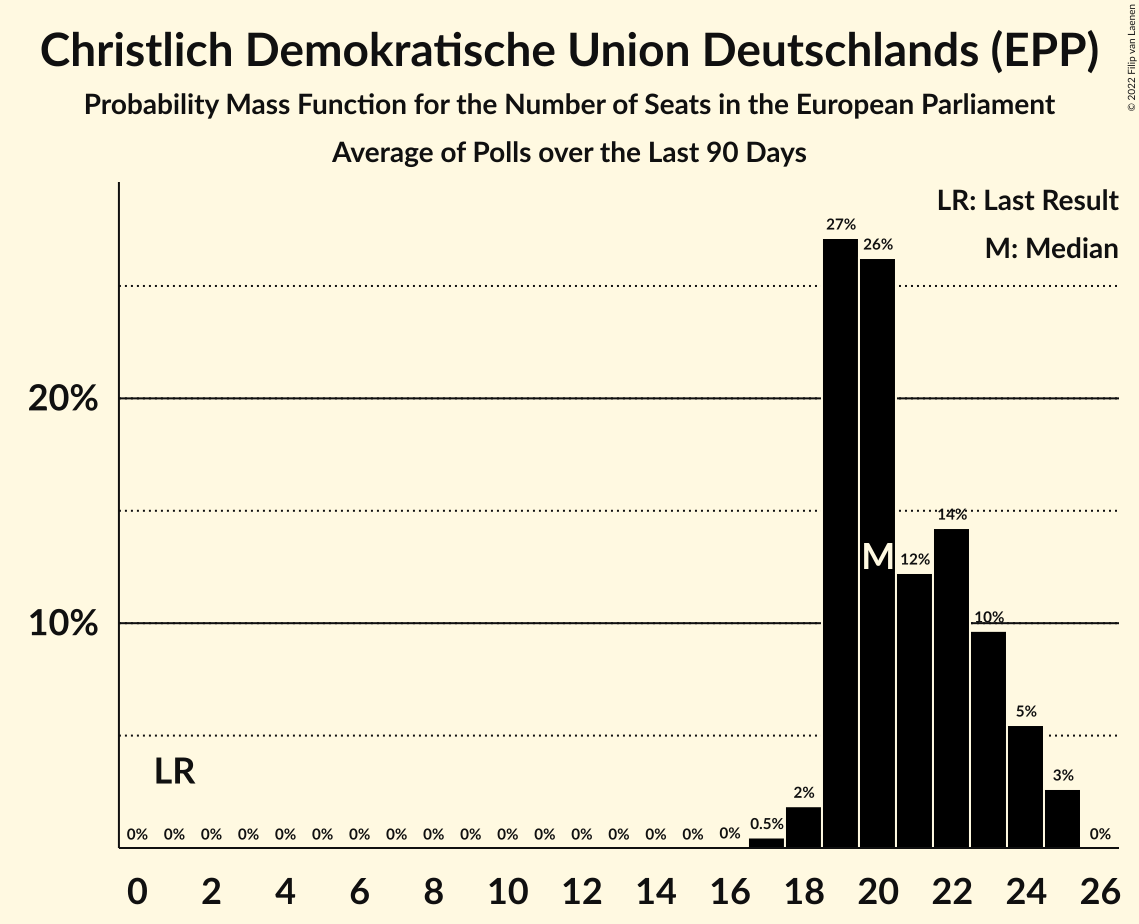 Christlich Demokratische Union Deutschlands (EPP)
Probability Mass Function for the Number of Seats in the European Parliament
Average of Polls over the Last 90 Days
© 2022 Filip van Laenen
LR: Last Result
M: Median
27%
26%
20%
14%
M
12%
10%
10%
5%
LR
3%
2%
0.5%
0% 0% 0% 0% 0% 0% 0% 0% 0% 0% 0% 0% 0% 0% 0% 0% 0% 0%
0 2 4 6 8 10 12 14 16 18 20 22 24 26